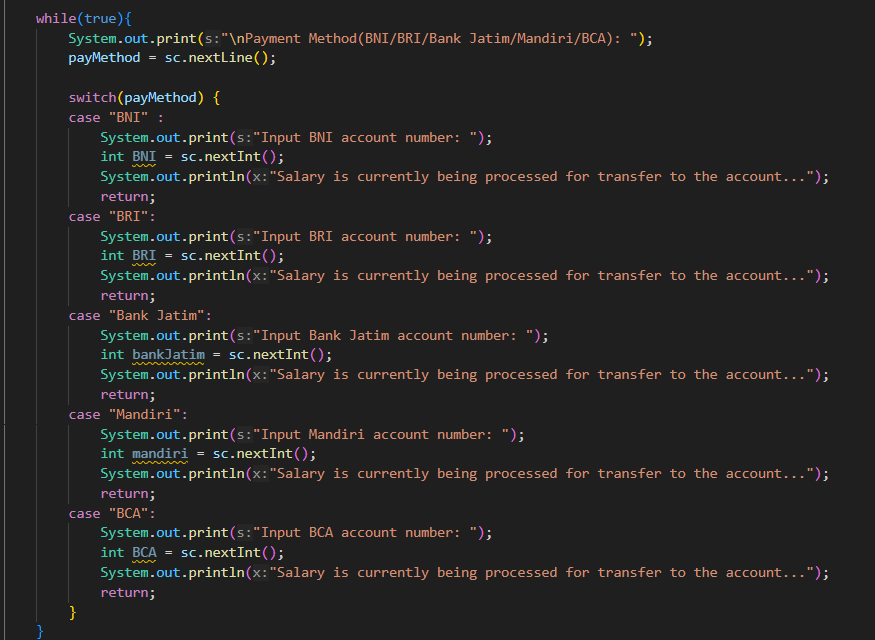 while(true){
System.out.print(s:"\nPayment Method(BNI/BRI/Bank Jatim/Mandiri/BCA): ");
payMethod = sc.nextLine();
switch(payMethod) {
case "BNI" :
System.out.print(s:"Input BNI account number: ");
int BNI = sc.nextInt();
System.out.println(x:"Salary is currently being processed for transfer to the account...");
return;
case "BRI":
System.out.print(s:"Input BRI account number: ");
int BRI = sc.nextInt();
System.out.println(x:"Salary is currently being processed for transfer to the account...");
return;
case "Bank Jatim":
System.out.print(s:"Input Bank Jatim account number: ");
int bankJatim = sc.nextInt();
System.out.println(x:"Salary is currently being processed for transfer to the account...");
return;
case "Mandiri":
System.out.print(s:"Input Mandiri account number: ");
int mandiri = sc.nextInt();
System.out.println(x:"Salary is currently being processed for transfer to the account...");
return;
case "BCA":
System.out.print(s:"Input BCA account number: ");
int BCA = sc.nextInt();
System.out.println(x:"Salary is currently being processed for transfer to the account...");
return;
}
}